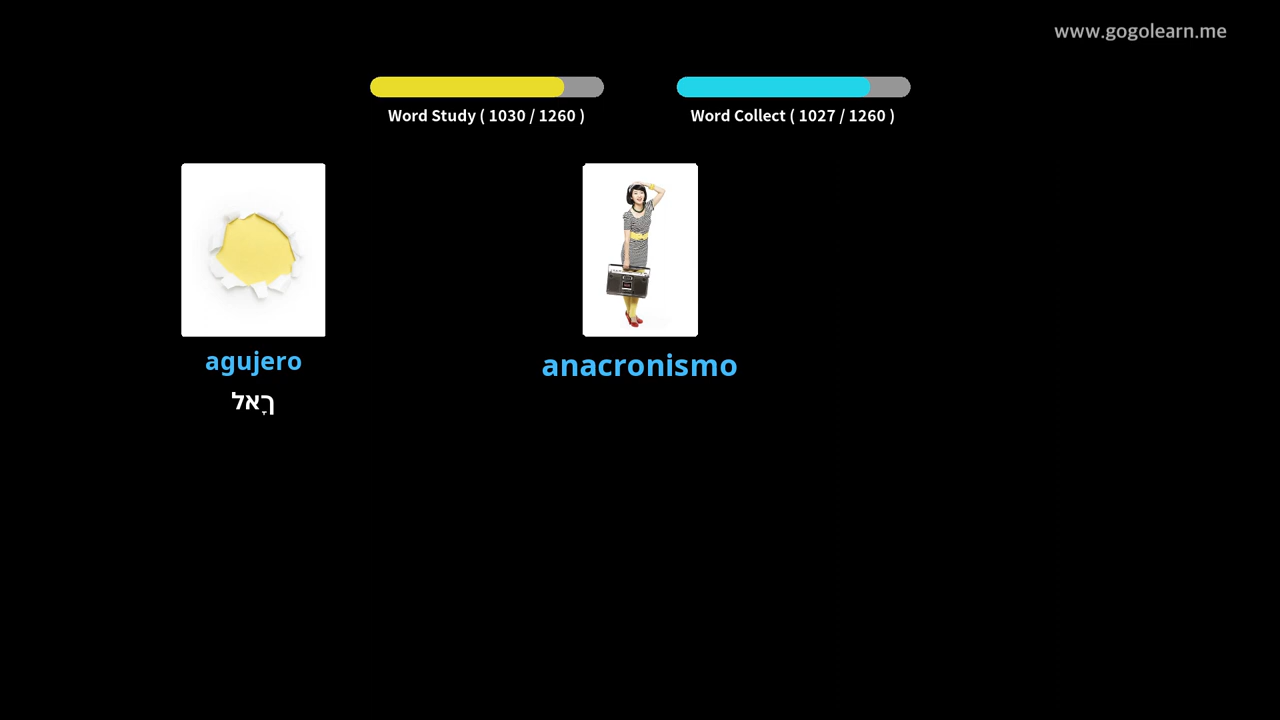 www.gogolearn.me
Word Study ( 1030 / 1260 )
Word Collect ( 1027 / 1260 )
agujero
ךָאל
anacronismo